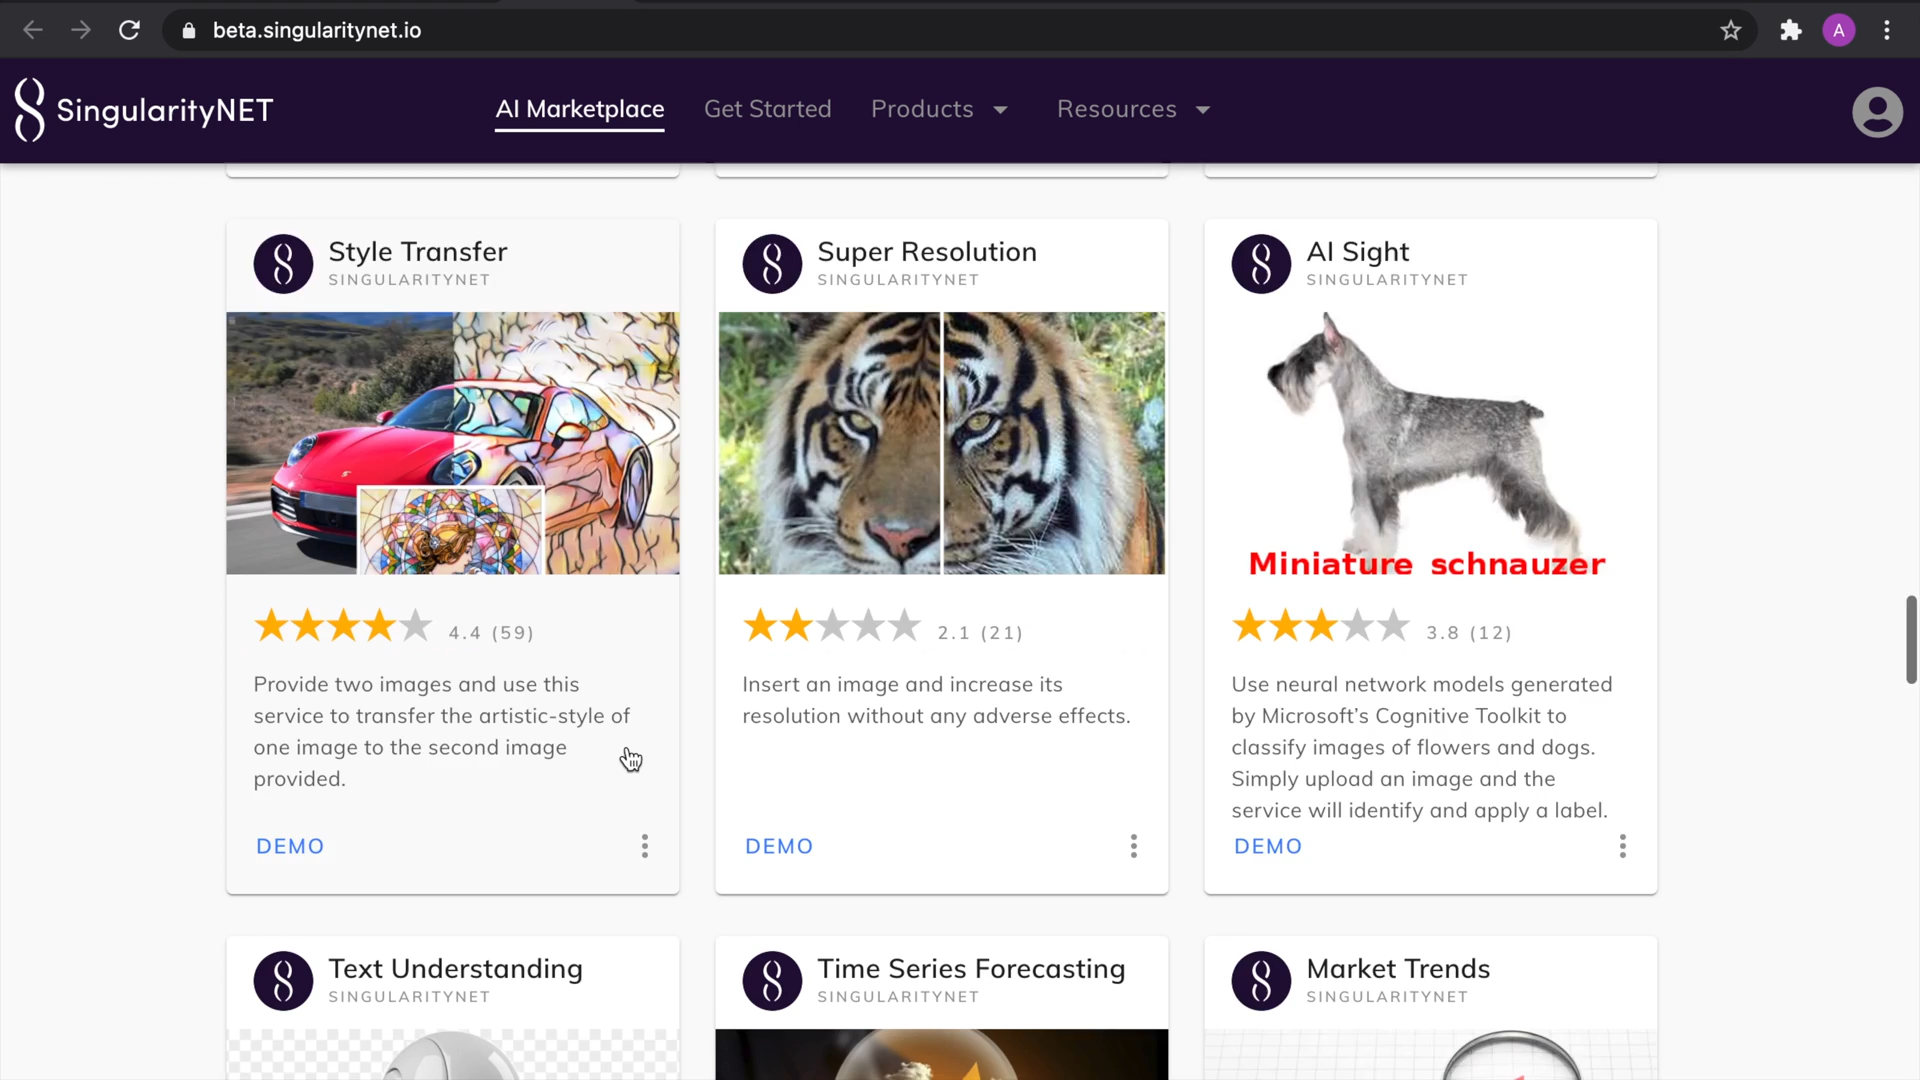 beta.singularitynet.io
A
SingularityNET
AI Marketplace
Get Started
Products
Resources
Style Transfer
SINGULARITYNET
4.4 (59)
Provide two images and use this
service to transfer the artistic-style of
one image to the second image
provided.
DEMO
Super Resolution
SINGULARITYNET
2.1 (21)
Insert an image and increase its
resolution without any adverse effects.
DEMO
AI Sight
SINGULARITYNET
Miniature schnauzer
3.8 (12)
Use neural network models generated
by Microsoft’s Cognitive Toolkit to
classify images of flowers and dogs.
Simply upload an image and the
service will identify and apply a label.
DEMO
Text Understanding
SINGULARITYNET
Time Series Forecasting
SINGULARITYNET
Market Trends
SINGULARITYNET